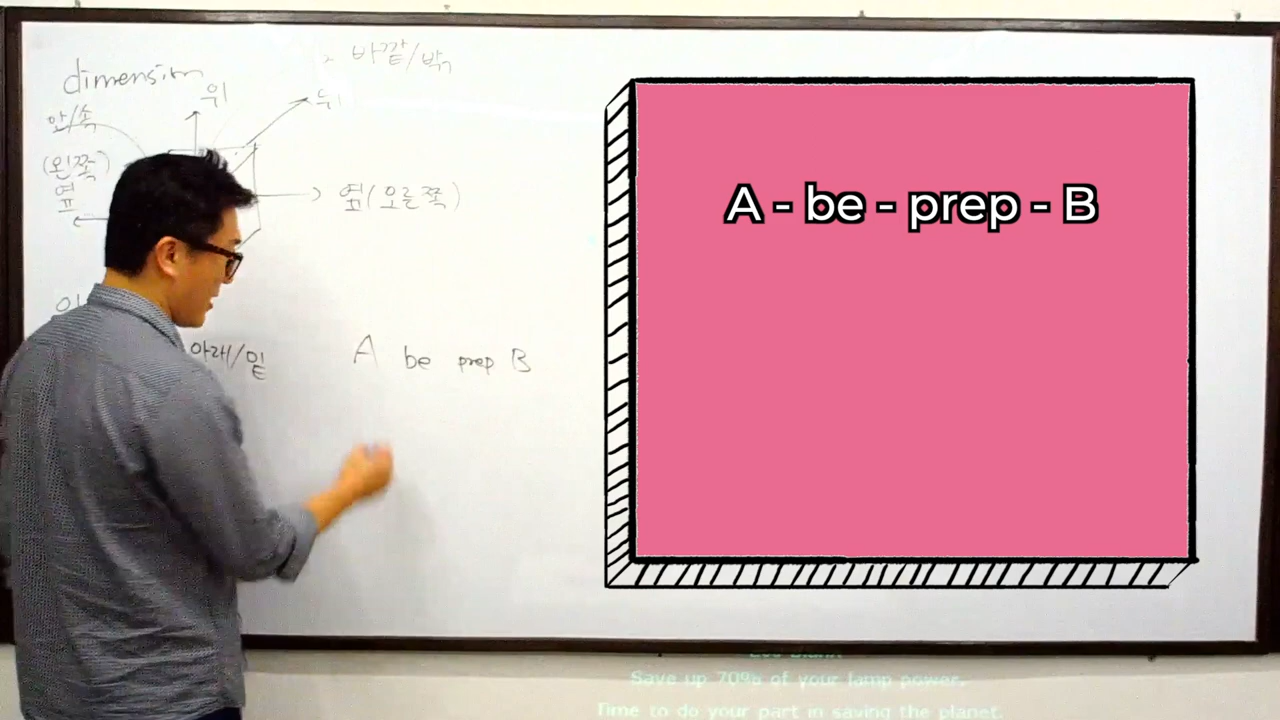 바깥/밖
dimension
위
뒤
안/속
(왼쪽)
옆
옆(오른쪽)
아래/밑
A be prep B
A - be - prep - B
Save up 70% of your lamp power.
Time to do your part in saving the planet.